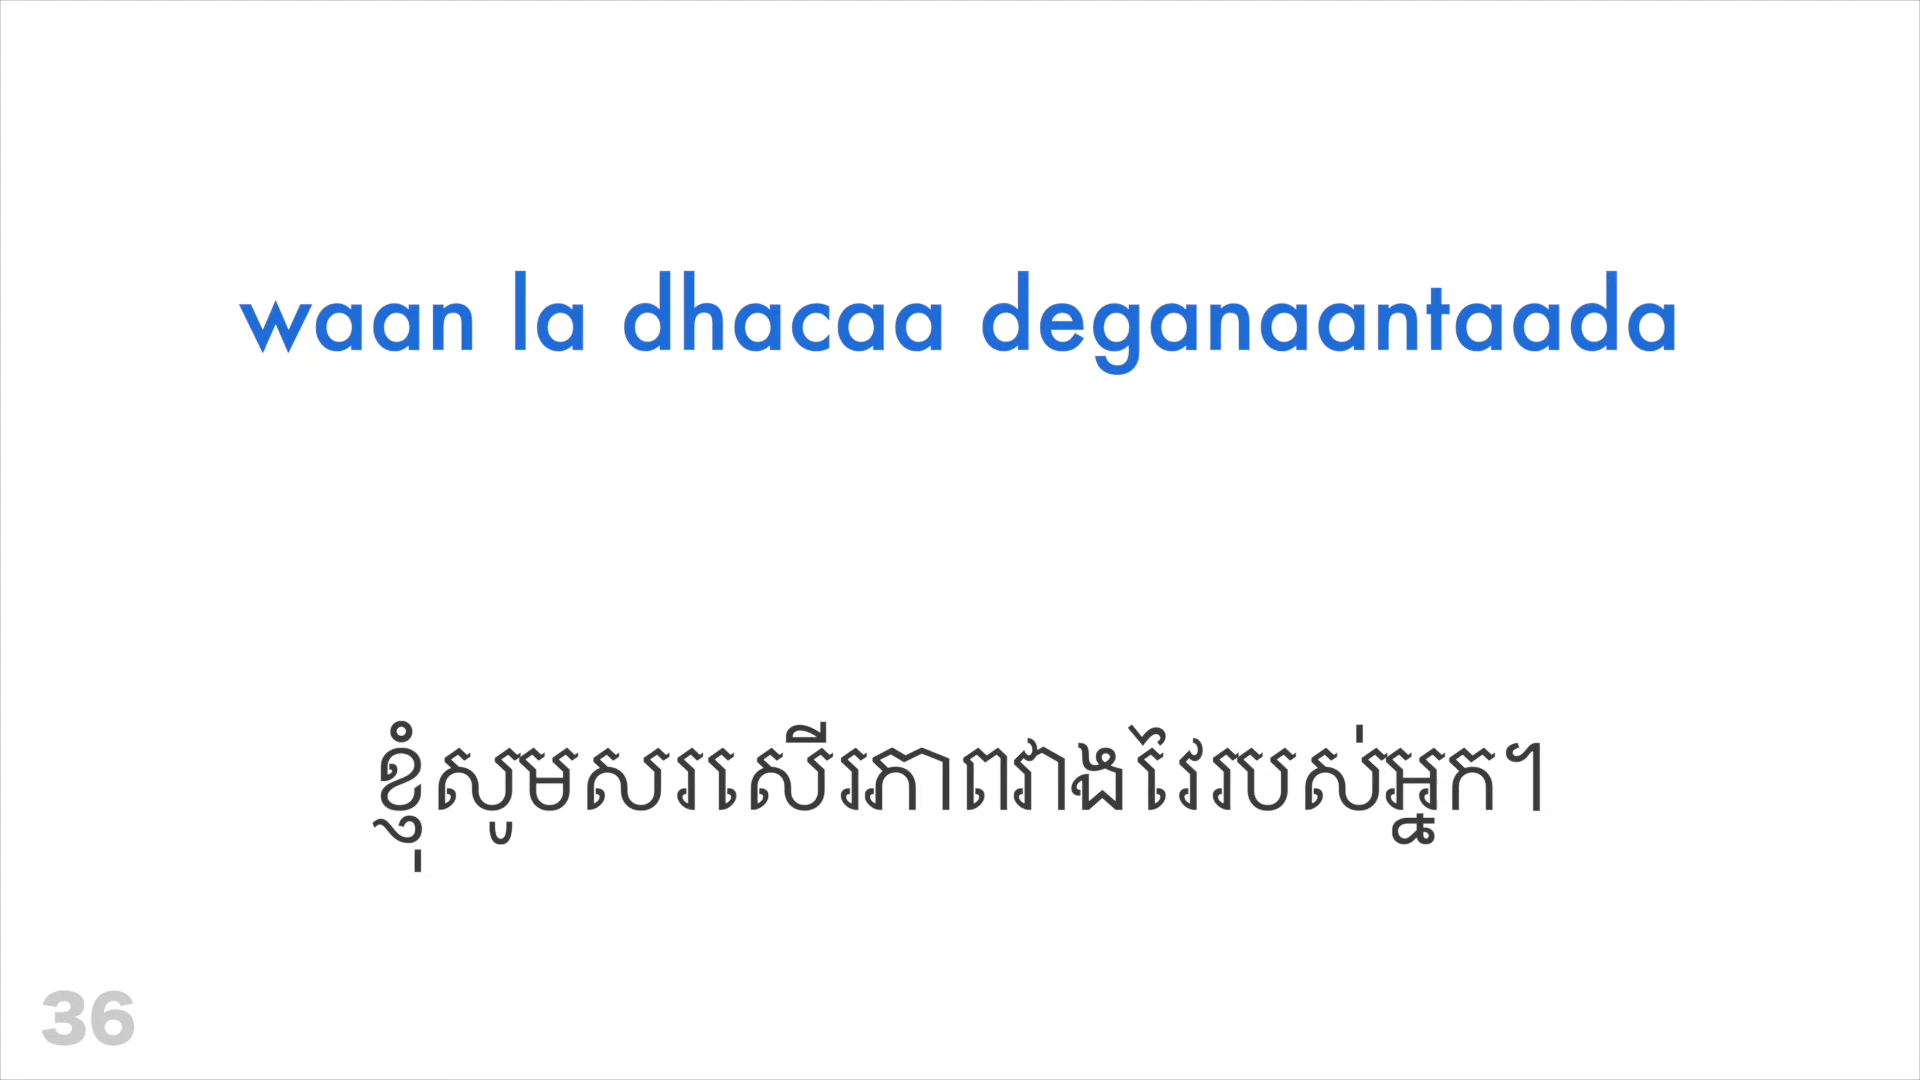 waan la dhacaa deganaantaada
ខ្ញុំសូមសរសើរភាពវាងវៃរបស់អ្នក។
36